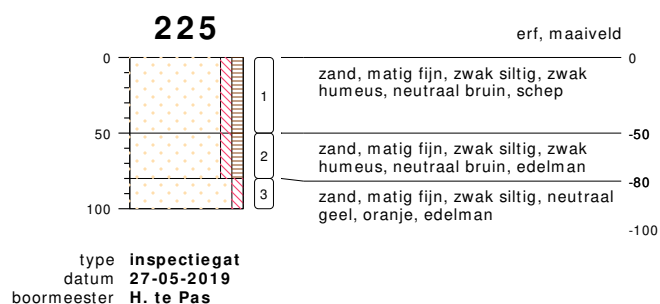 225
erf, maaiveld
0
0
zand, matig fijn, zwak siltig, zwak
humeus, neutraal bruin, schep
1
50
-50
zand, matig fijn, zwak siltig, zwak
humeus, neutraal bruin, edelman
2
-80
zand, matig fijn, zwak siltig, neutraal
geel, oranje, edelman
3
100
-100
type inspectiegat
datum 27-05-2019
boormeester H. te Pas